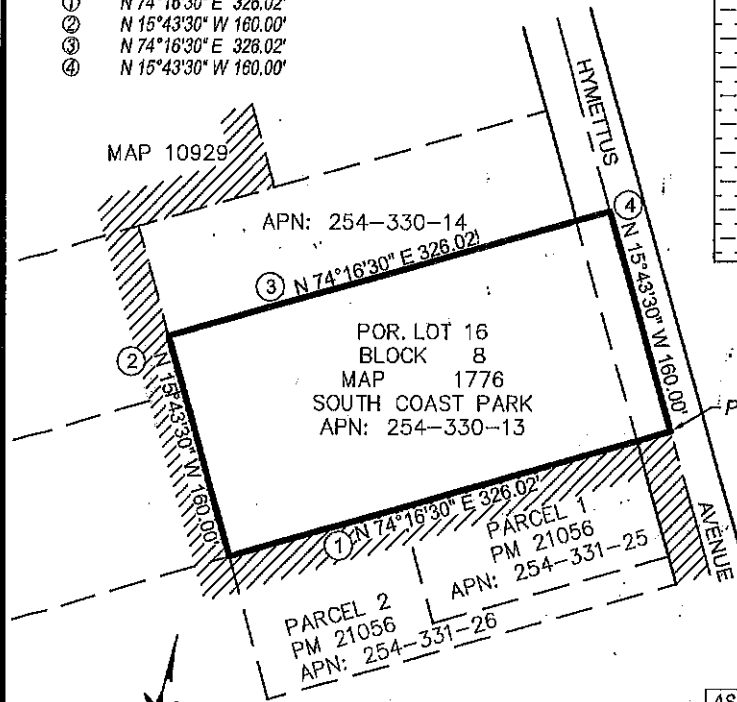 ① N 74°16'30" E 326.02'
② N 15°43'30" W 160.00'
③ N 74°16'30" E 326.02'
④ N 15°43'30" W 160.00'
HYMETTUS
MAP 10929
APN: 254-330-14
④
③ N 74°16'30" E 326.02'
N 15°43'30" W 160.00'
POR. LOT 16
BLOCK 8
MAP 1776
SOUTH COAST PARK
APN: 254-330-13
②
N 15°43'30" W 160.00'
P
① N 74°16'30" E 326.02'
PARCEL 1
PM 21056
APN: 254-331-25
AVENUE
PARCEL 2
PM 21056
APN: 254-331-26